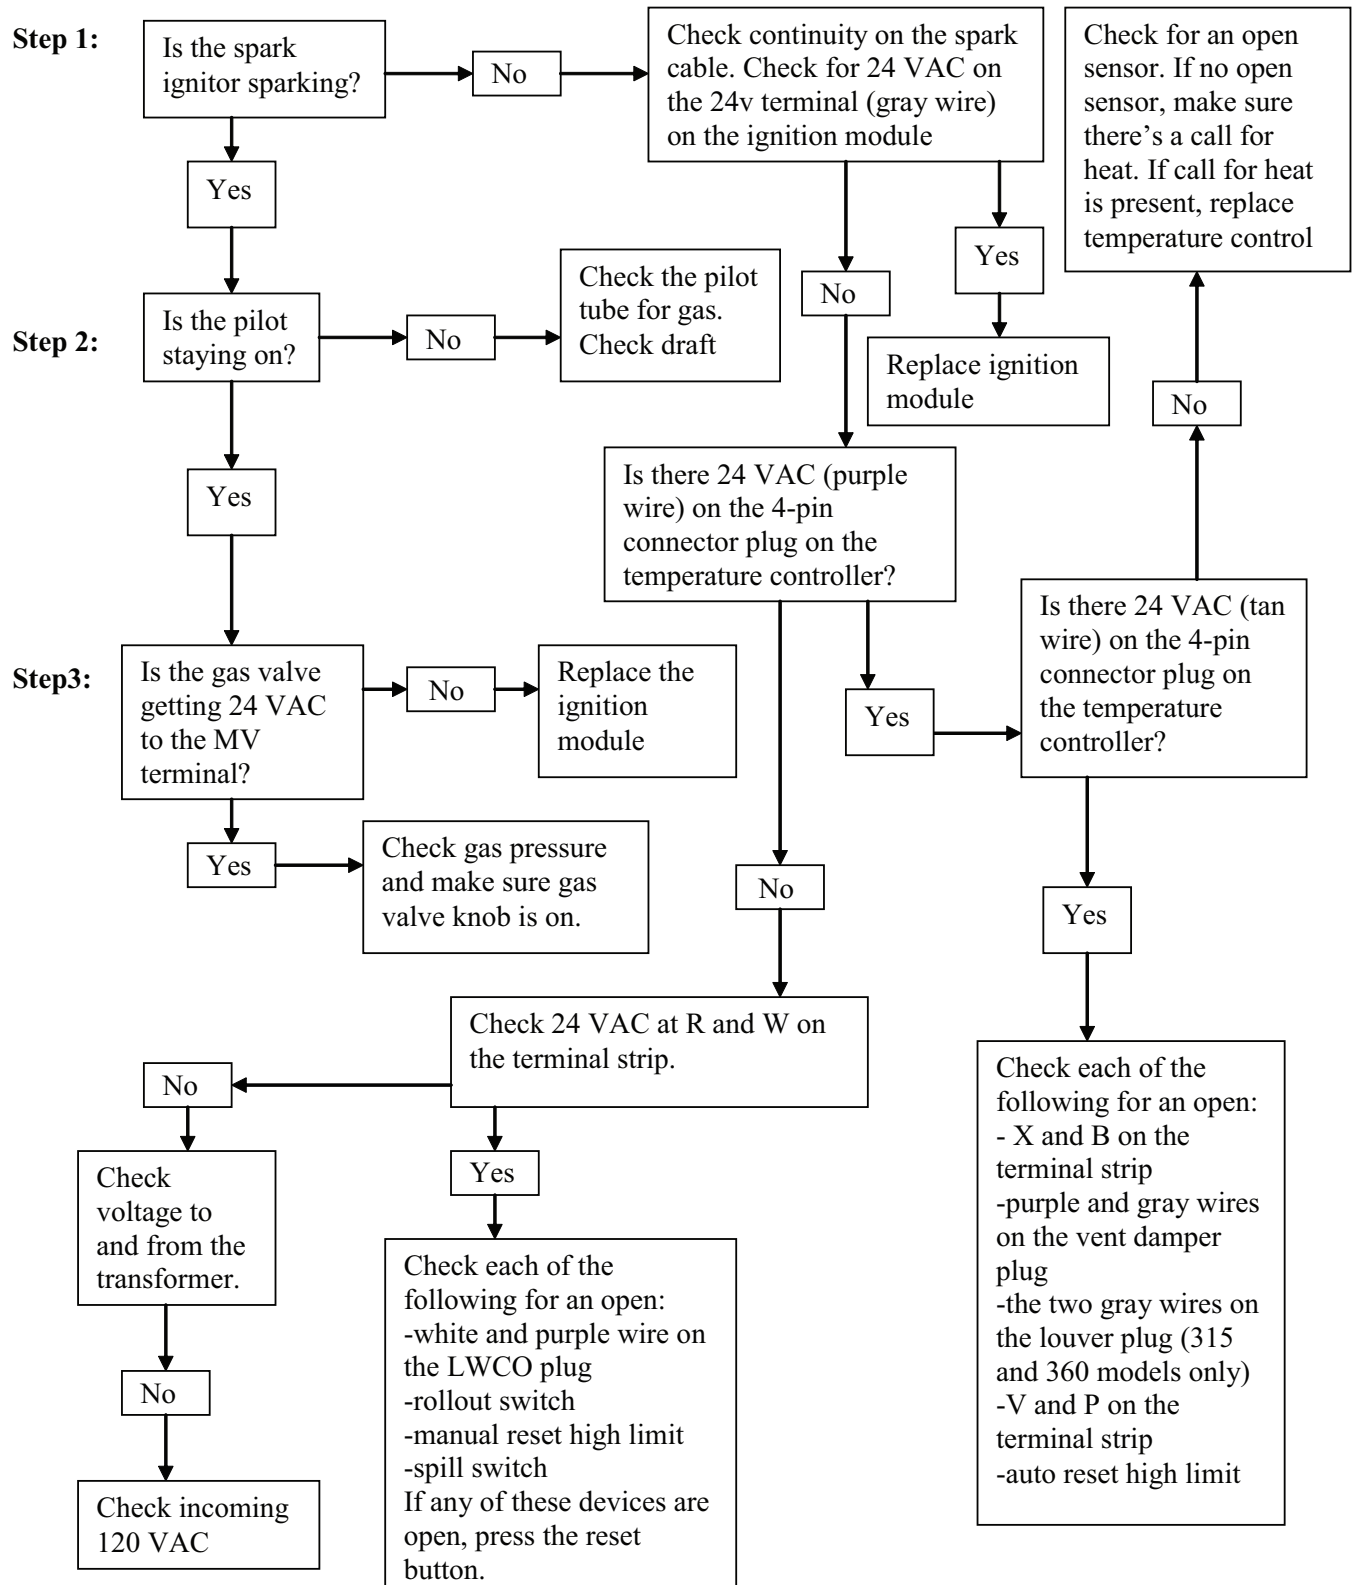 Step 1:
Is the spark
ignitor sparking?
No
Check continuity on the spark
cable. Check for 24 VAC on
the 24v terminal (gray wire)
on the ignition module
Check for an open
sensor. If no open
sensor, make sure
there's a call for
heat. If call for heat
is present, replace
temperature control
Yes
No
Yes
Replace ignition
module
No
Step 2:
Is the pilot
staying on?
No
Check the pilot
tube for gas.
Check draft
Yes
Is there 24 VAC (purple
wire) on the 4-pin
connector plug on the
temperature controller?
Yes
Is there 24 VAC (tan
wire) on the 4-pin
connector plug on
the temperature
controller?
Step3:
Is the gas valve
getting 24 VAC
to the MV
terminal?
No
Replace the
ignition
module
Yes
Check gas pressure
and make sure gas
valve knob is on.
No
Yes
Check 24 VAC at R and W on
the terminal strip.
No
Yes
Check
voltage to
and from the
transformer.
No
Check incoming
120 VAC
Check each of the
following for an open:
-white and purple wire on
the LWCO plug
-rollout switch
-manual reset high limit
-spill switch
If any of these devices are
open, press the reset
button.
Check each of the
following for an open:
- X and B on the
terminal strip
-purple and gray wires
on the vent damper
plug
-the two gray wires on
the louver plug (315
and 360 models only)
-V and P on the
terminal strip
-auto reset high limit